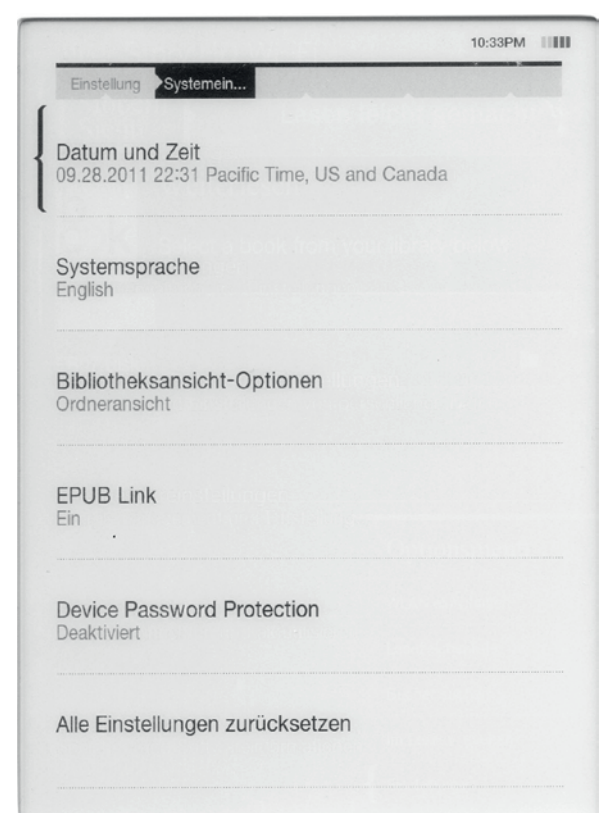 10:33PM
Einstellung Systemein...
Datum und Zeit
09.28.2011 22:31 Pacific Time, US and Canada
Systemsprache
English
Bibliotheksansicht-Optionen
Ordneransicht
EPUB Link
Ein
Device Password Protection
Deaktiviert
Alle Einstellungen zurücksetzen